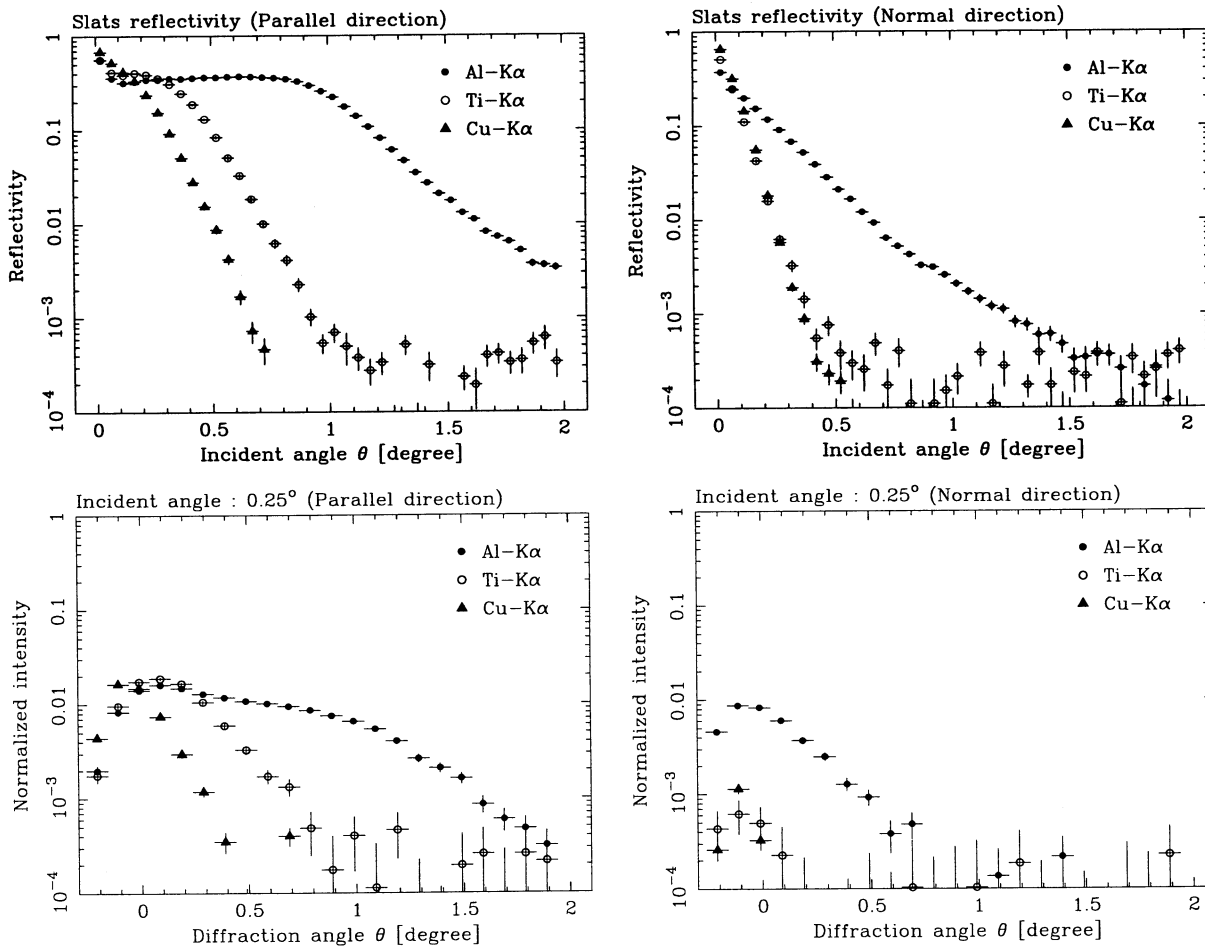 Slats reflectivity (Parallel direction)
Reflectivity
1
0.1
0.01
10⁻³
10⁻⁴
Al−Kα
Ti−Kα
Cu−Kα
0
0.5
1
1.5
2
Incident angle θ [degree]
Slats reflectivity (Normal direction)
Reflectivity
1
0.1
0.01
10⁻³
10⁻⁴
Al−Kα
Ti−Kα
Cu−Kα
0
0.5
1
1.5
2
Incident angle θ [degree]
Incident angle : 0.25° (Parallel direction)
Normalized intensity
1
0.1
0.01
10⁻³
10⁻⁴
Al−Kα
Ti−Kα
Cu−Kα
0
0.5
1
1.5
2
Diffraction angle θ [degree]
Incident angle : 0.25° (Normal direction)
Normalized intensity
1
0.1
0.01
10⁻³
10⁻⁴
Al−Kα
Ti−Kα
Cu−Kα
0
0.5
1
1.5
2
Diffraction angle θ [degree]